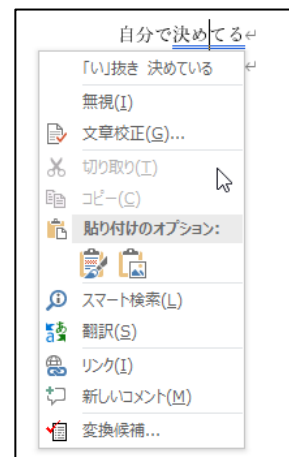 自分で決めてる↵
「い」抜き 決めている ↵
無視(I)
文章校正(G)...
切り取り(T)
コピー(C)
貼り付けのオプション:
スマート検索(L)
翻訳(S)
リンク(I)
新しいコメント(M)
変換候補...